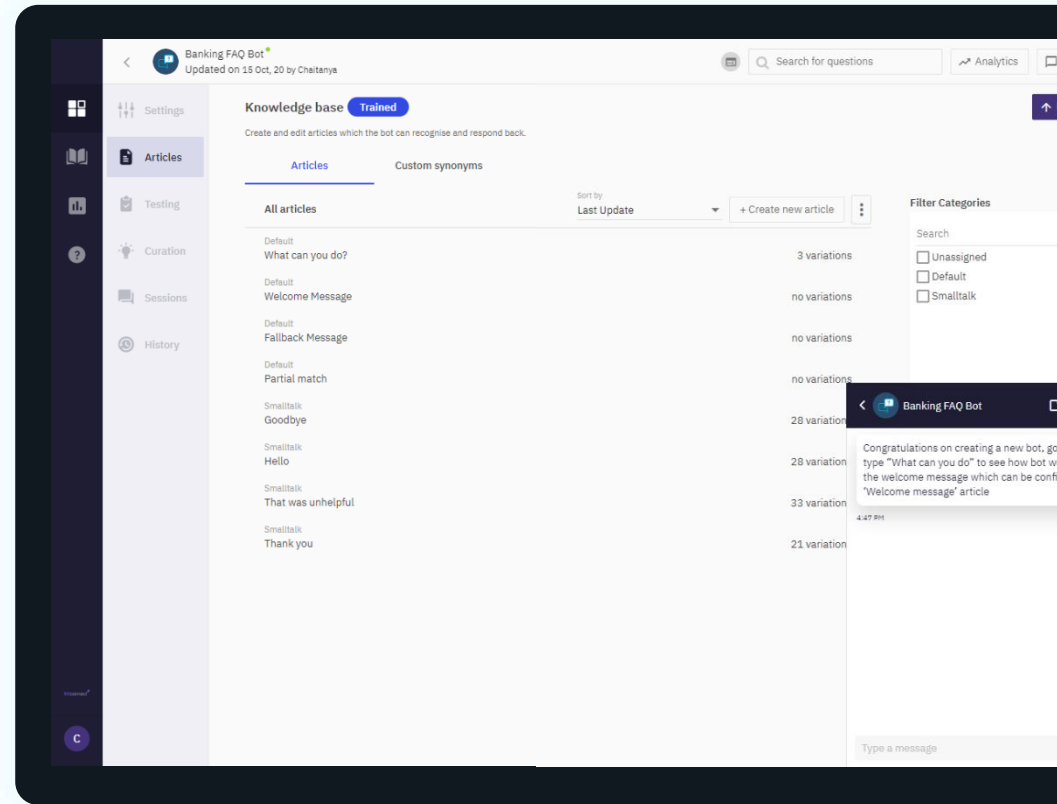 Banking FAQ Bot
Updated on 15 Oct, 20 by Chaitanya
Search for questions
Analytics
Settings
Articles
Testing
Curation
Sessions
History
Knowledge base Trained
Create and edit articles which the bot can recognise and respond back.
Articles Custom synonyms
All articles
Sort by
Last Update
+ Create new article
Default
What can you do? 3 variations
Default
Welcome Message no variations
Default
Fallback Message no variations
Default
Partial match no variations
Smalltalk
Goodbye 28 variation
Smalltalk
Hello 28 variation
Smalltalk
That was unhelpful 33 variation
Smalltalk
Thank you 21 variation
Filter Categories
Search
Unassigned
Default
Smalltalk
Banking FAQ Bot
Congratulations on creating a new bot, go
type "What can you do" to see how bot w
the welcome message which can be confi
'Welcome message' article
4:47 PM
Type a message
C